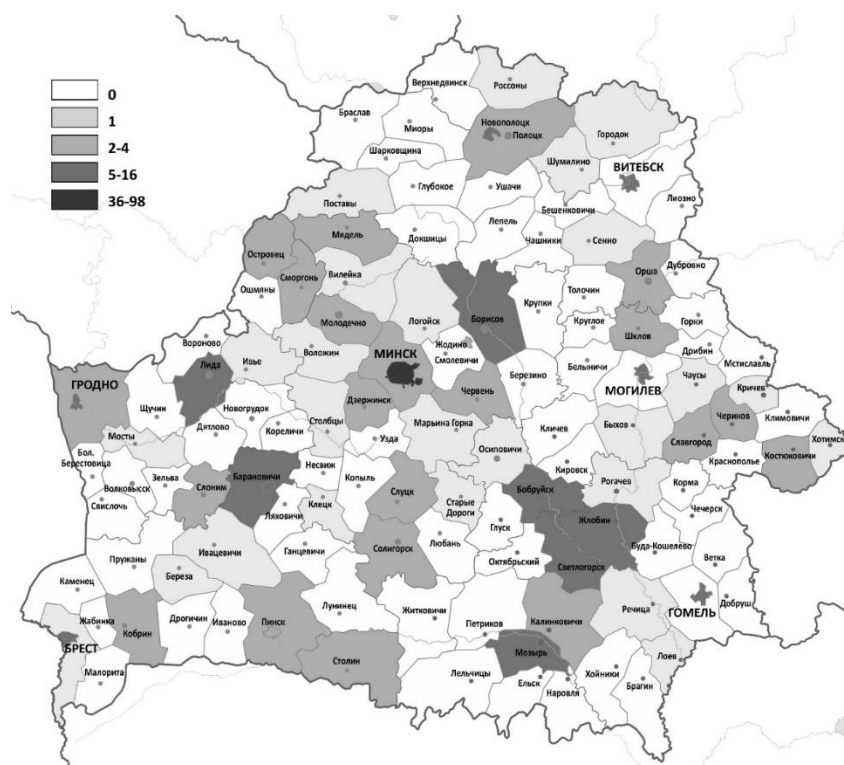 0
1
2-4
5-16
36-98
Верхнедвинск
Россоны
Браслав
Миоры
Новополоцк
Полоцк
Городок
Шарковщина
Шумилино
ВИТЕБСК
Глубокое
Ушачи
Поставы
Бешенковичи
Лиозно
Лепель
Мядель
Докшицы
Чашники
Сенно
Островец
Сморгонь
Вилейка
Орша
Дубровно
Ошмяны
Борисов
Крупки
Толочин
Молодечно
Логойск
Круглое
Шклов
Горки
Вороново
Жодино
Дрибин
Ивье
Воложин
МИНСК
Смолевичи
Мстиславль
Лида
Березино
Белыничи
Чаусы
ГРОДНО
МОГИЛЕВ
Кричев
Червень
Дзержинск
Щучин
Новогрудок
Столбцы
Марьина Горка
Быхов
Чериков
Климовичи
Дятлово
Кореличи
Кличев
Славгород
Хотимск
Мосты
Узда
Осиповичи
Костюковичи
Бол.
Берестовица
Несвиж
Кировск
Краснополье
Зельва
Барановичи
Копыль
Рогачев
Волковысск
Слоним
Слуцк
Бобруйск
Корма
Свислочь
Клецк
Старые
Дороги
Ляховичи
Чечерск
Жлобин
Глуск
Солигорск
Любань
Буда-Кошелево
Ивацевичи
Ганцевичи
Ветка
Пружаны
Октябрьский
Светлогорск
Береза
Каменец
Речица
ГОМЕЛЬ
Добруш
Лунинец
Житковичи
Петриков
Калинковичи
Жабинка
Дрогичин
Иваново
Пинск
Кобрин
БРЕСТ
Мозырь
Лоев
Столин
Малорита
Лельчицы
Хойники
Ельск
Наровля
Брагин